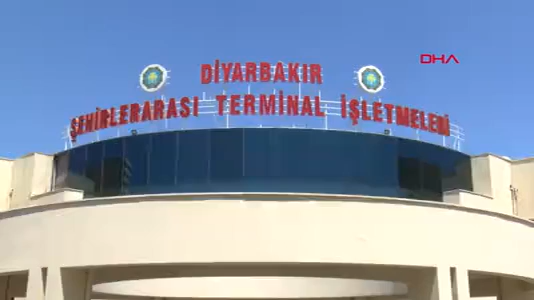 DHA
DİYARBAKIR
ŞEHİRLERARASI TERMİNAL İŞLETMELERİ